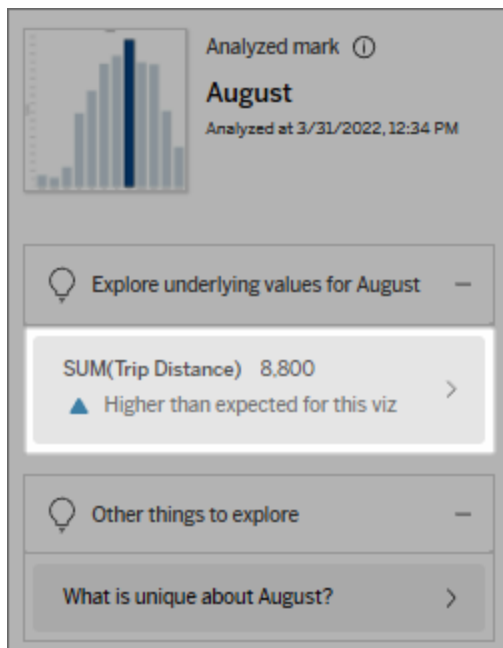 Analyzed mark
August
Analyzed at 3/31/2022, 12:34 PM
Explore underlying values for August
SUM(Trip Distance) 8,800
Higher than expected for this viz
Other things to explore
What is unique about August?